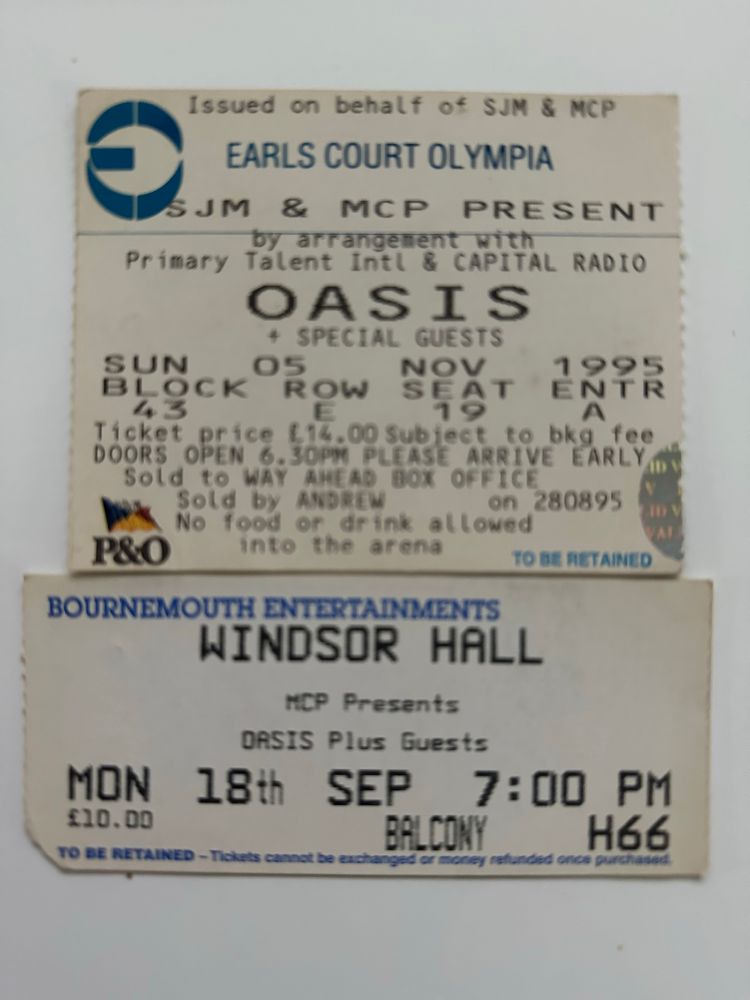 Issued on behalf of SJM & MCP
EARLS COURT OLYMPIA
SJM & MCP PRESENT
by arrangement with
Primary Talent Intl & CAPITAL RADIO
OASIS
+ SPECIAL GUESTS
SUN 05 NOV 1995
BLOCK ROW SEAT ENTR
43 E 19 A
Ticket price £14.00 Subject to bkg fee
DOORS OPEN 6.30PM PLEASE ARRIVE EARLY
Sold to WAY AHEAD BOX OFFICE
Sold by ANDREW on 280895
No food or drink allowed
into the arena
P&O
TO BE RETAINED
BOURNEMOUTH ENTERTAINMENTS
WINDSOR HALL
MCP Presents
OASIS Plus Guests
MON 18th SEP 7:00 PM
£10.00
BALCONY H66
TO BE RETAINED – Tickets cannot be exchanged or money refunded once purchased.